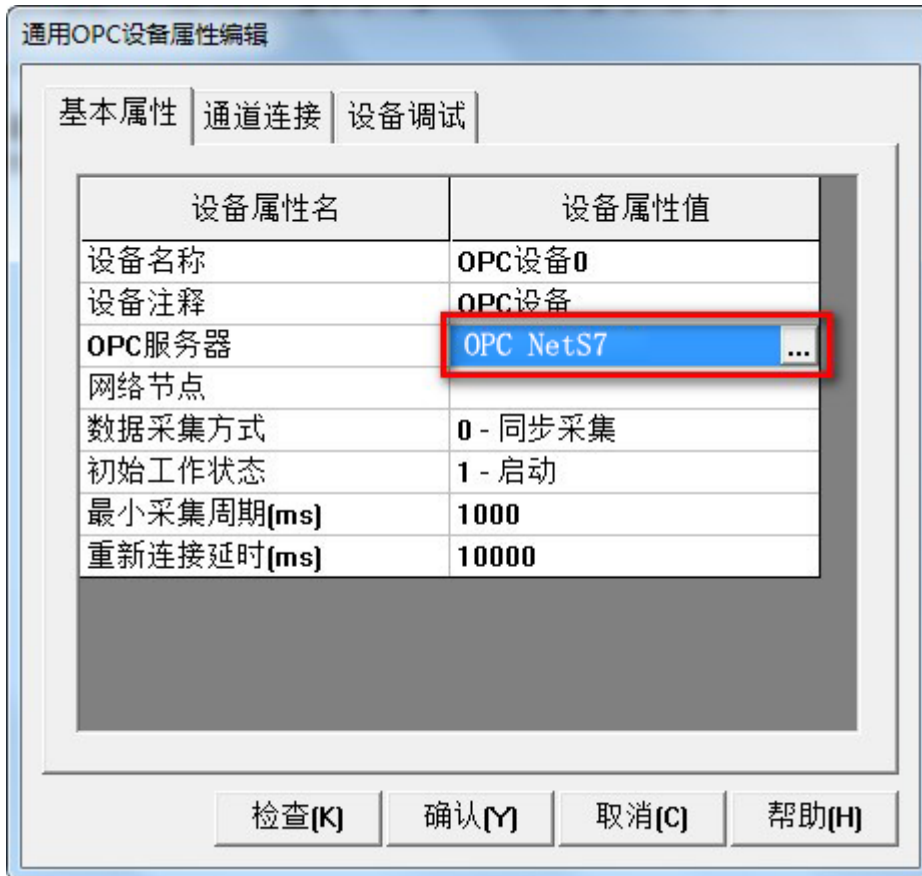 通用OPC设备属性编辑
基本属性 通道连接 设备调试
设备属性名 设备属性值
设备名称 OPC设备0
设备注释 OPC设备
OPC服务器 OPC NetS7 ...
网络节点
数据采集方式 0 - 同步采集
初始工作状态 1 - 启动
最小采集周期(ms) 1000
重新连接延时(ms) 10000
检查(K) 确认(Y) 取消(C) 帮助(H)